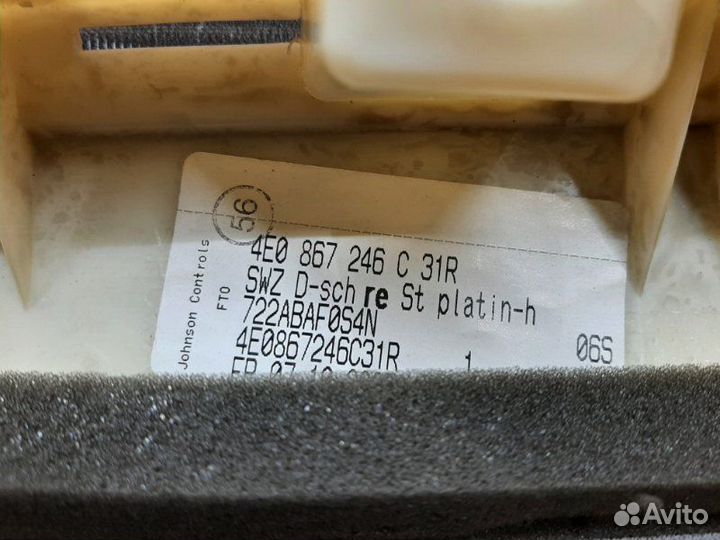 56
Johnson Controls
FTO
4E0 867 246 C 31R
SWZ D-sch re St platin-h
722ABAF0S4N
4E0867246C31R
1
06S
Avito